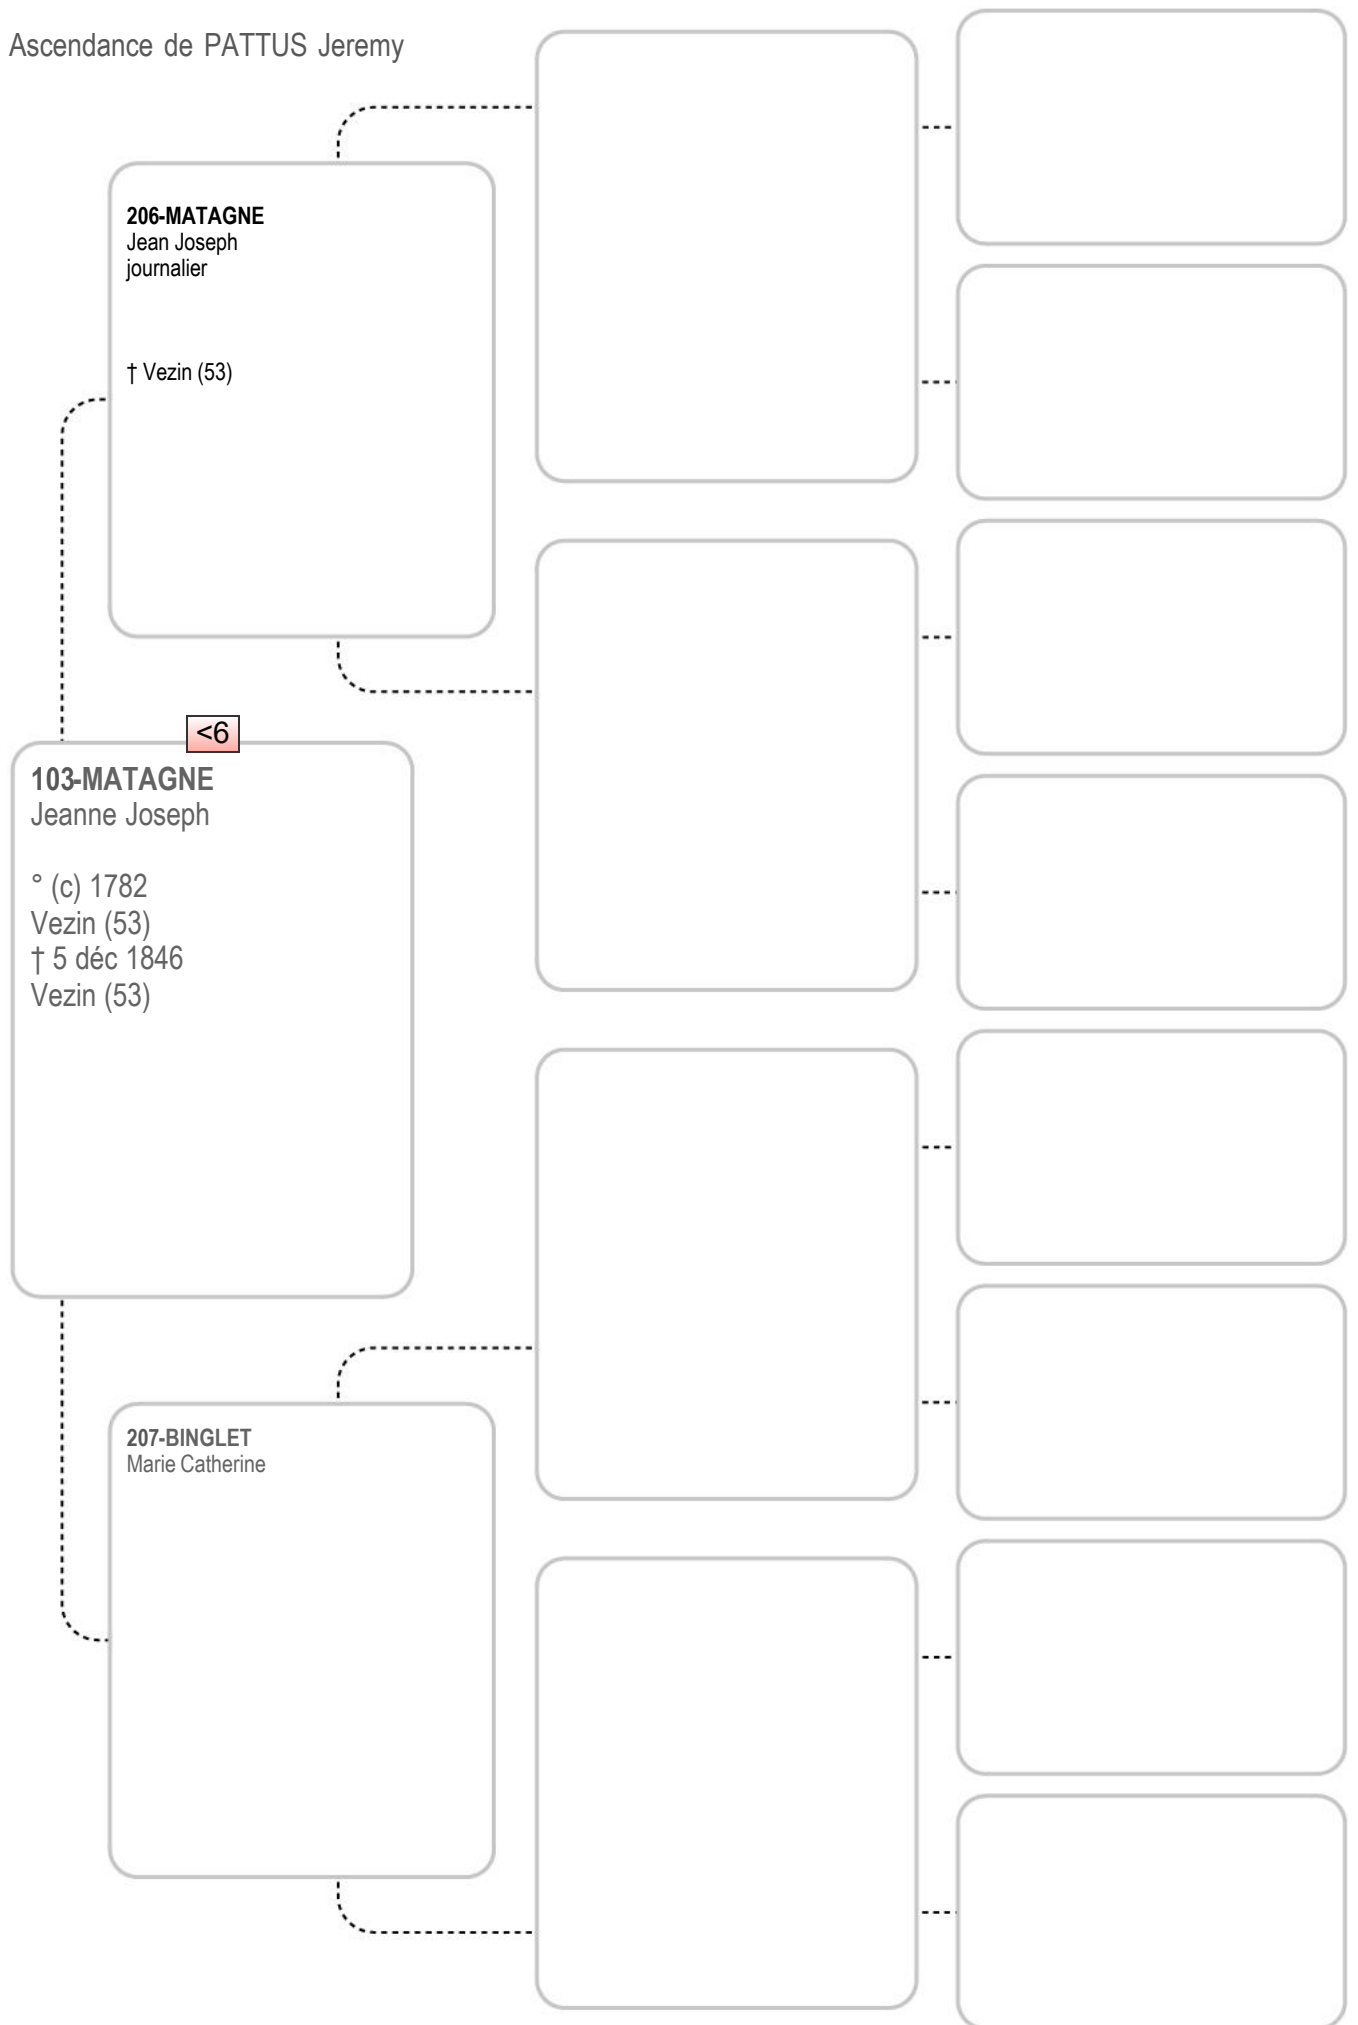 Ascendance de PATTUS Jeremy
206-MATAGNE
Jean Joseph
journalier
† Vezin (53)
<6
103-MATAGNE
Jeanne Joseph
° (c) 1782
Vezin (53)
† 5 déc 1846
Vezin (53)
207-BINGLET
Marie Catherine